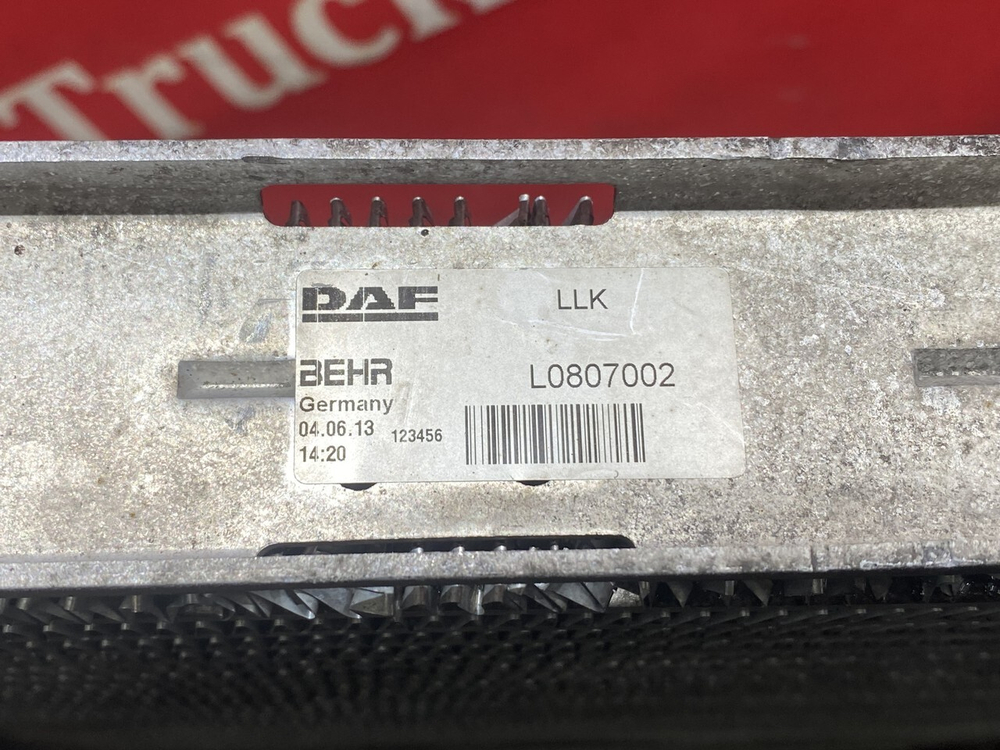 Truck
DAF
LLK
BEHR
L0807002
Germany
04.06.13
123456
14:20